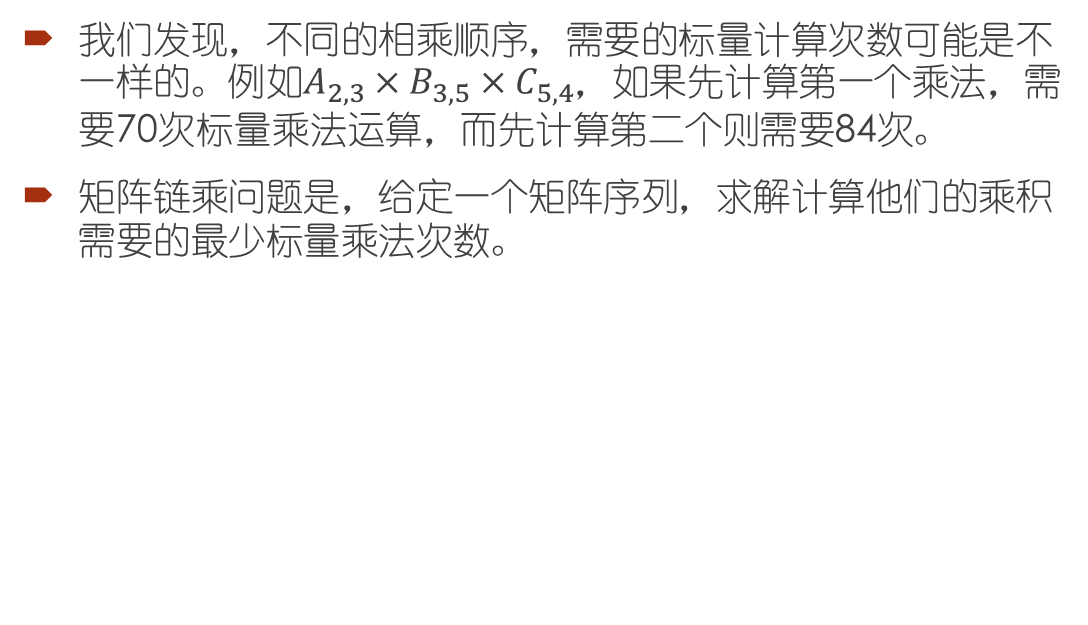 我们发现，不同的相乘顺序，需要的标量计算次数可能是不
一样的。例如𝐴₂,₃ × 𝐵₃,₅ × 𝐶₅,₄，如果先计算第一个乘法，需
要70次标量乘法运算，而先计算第二个则需要84次。
矩阵链乘问题是，给定一个矩阵序列，求解计算他们的乘积
需要的最少标量乘法次数。